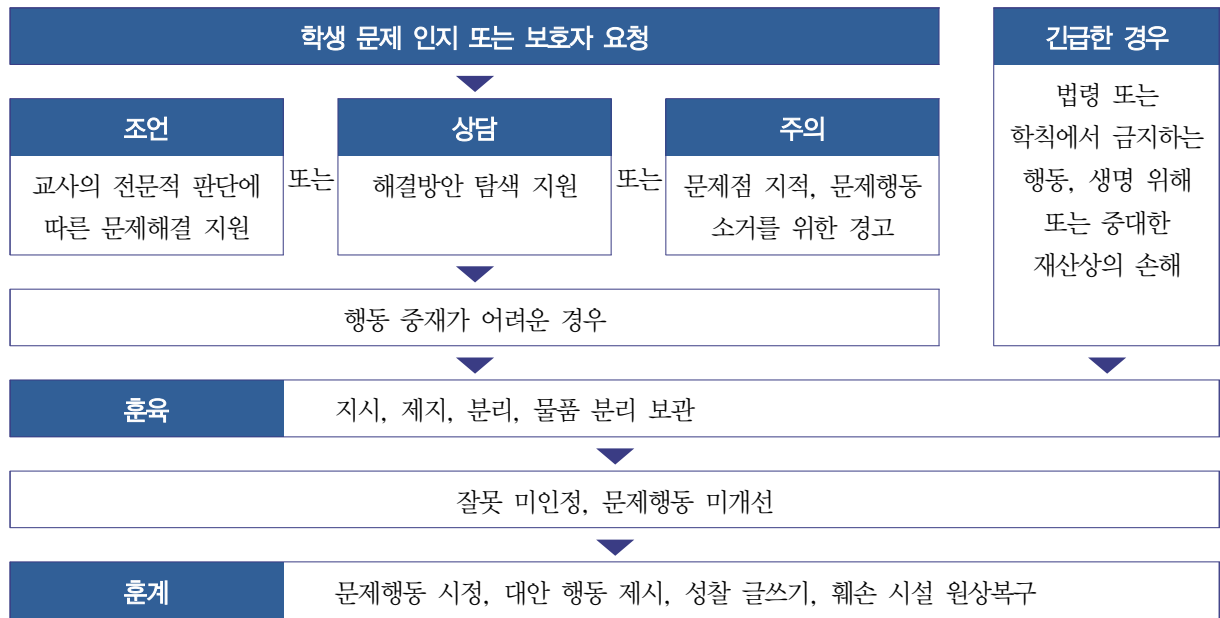 학생 문제 인지 또는 보호자 요청
긴급한 경우
법령 또는
학칙에서 금지하는
행동, 생명 위해
또는 중대한
재산상의 손해
조언
교사의 전문적 판단에
따른 문제해결 지원
또는
상담
해결방안 탐색 지원
또는
주의
문제점 지적, 문제행동
소거를 위한 경고
행동 중재가 어려운 경우
훈육
지시, 제지, 분리, 물품 분리 보관
잘못 미인정, 문제행동 미개선
훈계
문제행동 시정, 대안 행동 제시, 성찰 글쓰기, 훼손 시설 원상복구